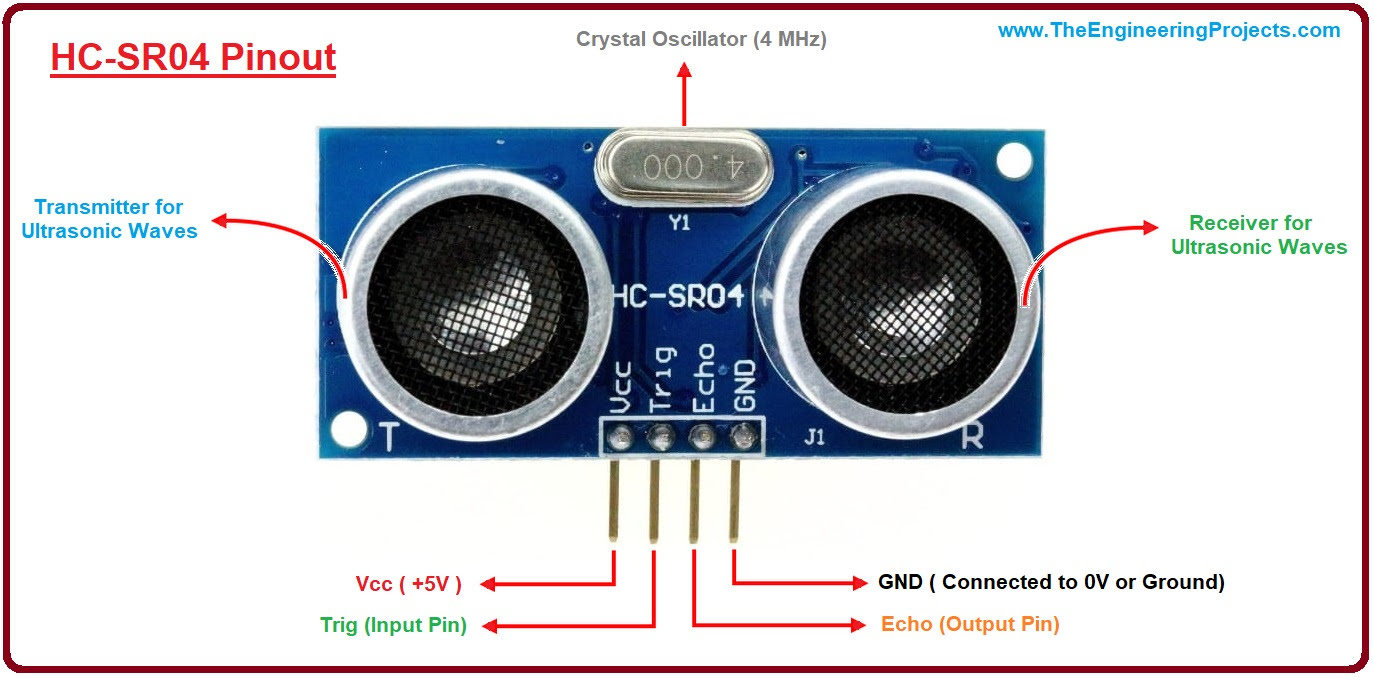 HC-SR04 Pinout
Crystal Oscillator (4 MHz)
www.TheEngineeringProjects.com
4.000
Y1
Transmitter for
Ultrasonic Waves
Receiver for
Ultrasonic Waves
HC-SR04
Vcc
Trig
Echo
GND
T
J1
R
Vcc ( +5V )
GND ( Connected to 0V or Ground)
Trig (Input Pin)
Echo (Output Pin)